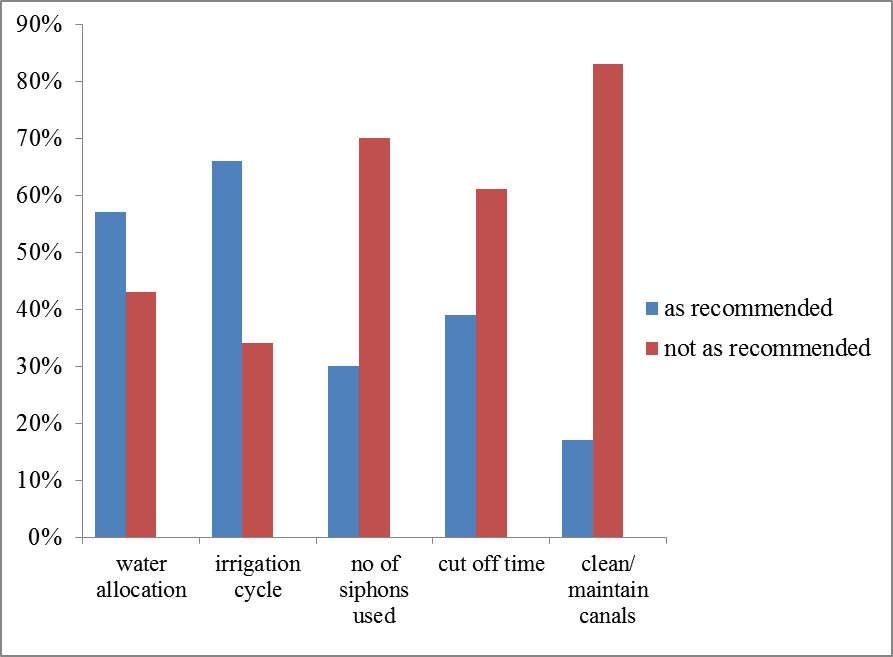 90%
80%
70%
60%
50%
40%
30%
20%
10%
0%
water
allocation
irrigation
cycle
no of
siphons
used
cut off time
clean/
maintain
canals
as recommended
not as recommended